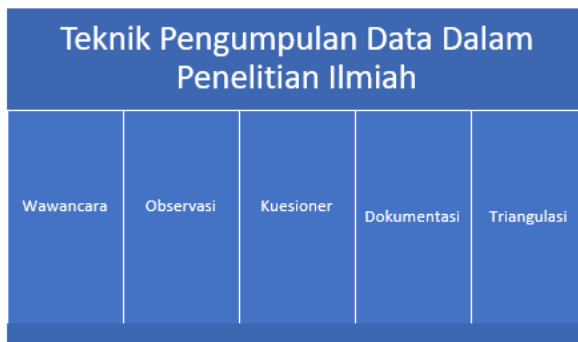 Teknik Pengumpulan Data Dalam
Penelitian Ilmiah
Wawancara
Observasi
Kuesioner
Dokumentasi
Triangulasi